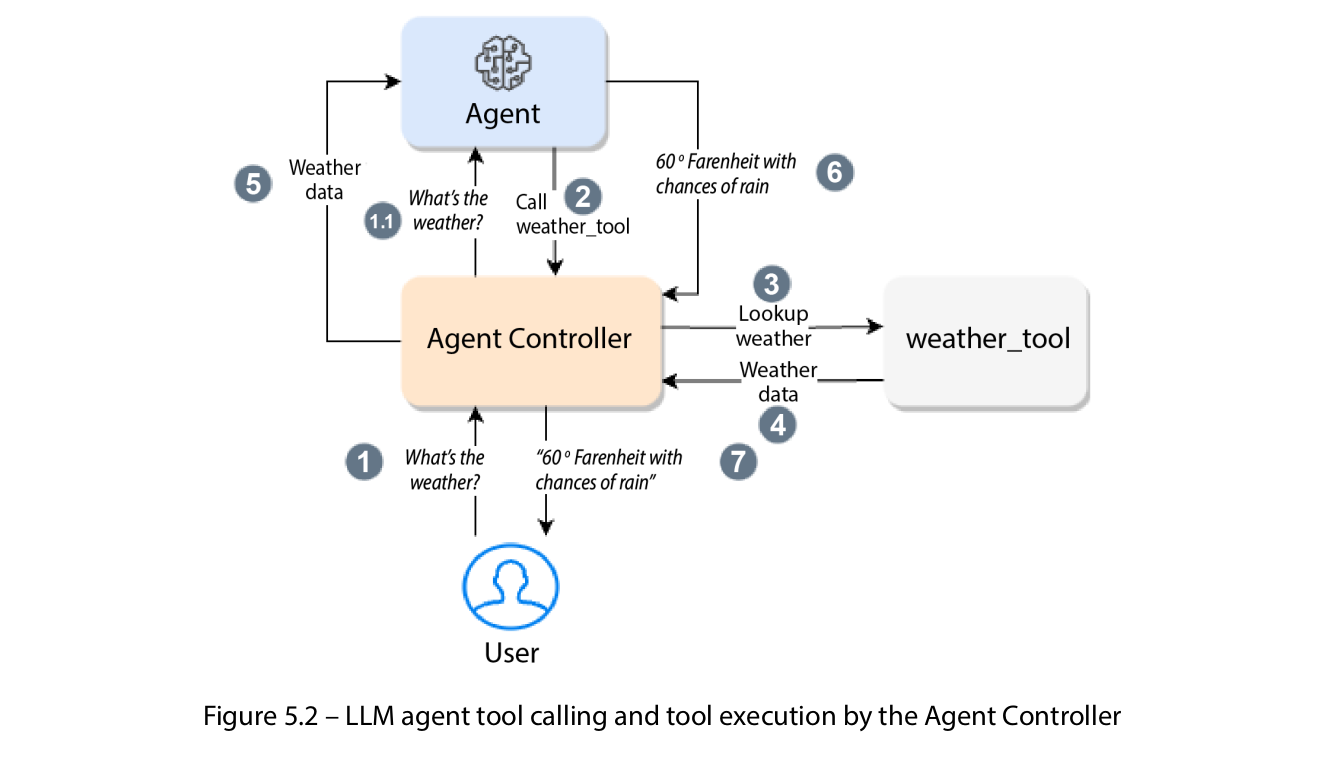 Agent
Weather
data
5
60 º Farenheit with
chances of rain
6
What's the
weather?
1.1
Call
weather_tool
2
3
Lookup
weather
Agent Controller
weather_tool
Weather
data
4
1
What's the
weather?
“60 º Farenheit with
chances of rain”
7
User
Figure 5.2 – LLM agent tool calling and tool execution by the Agent Controller